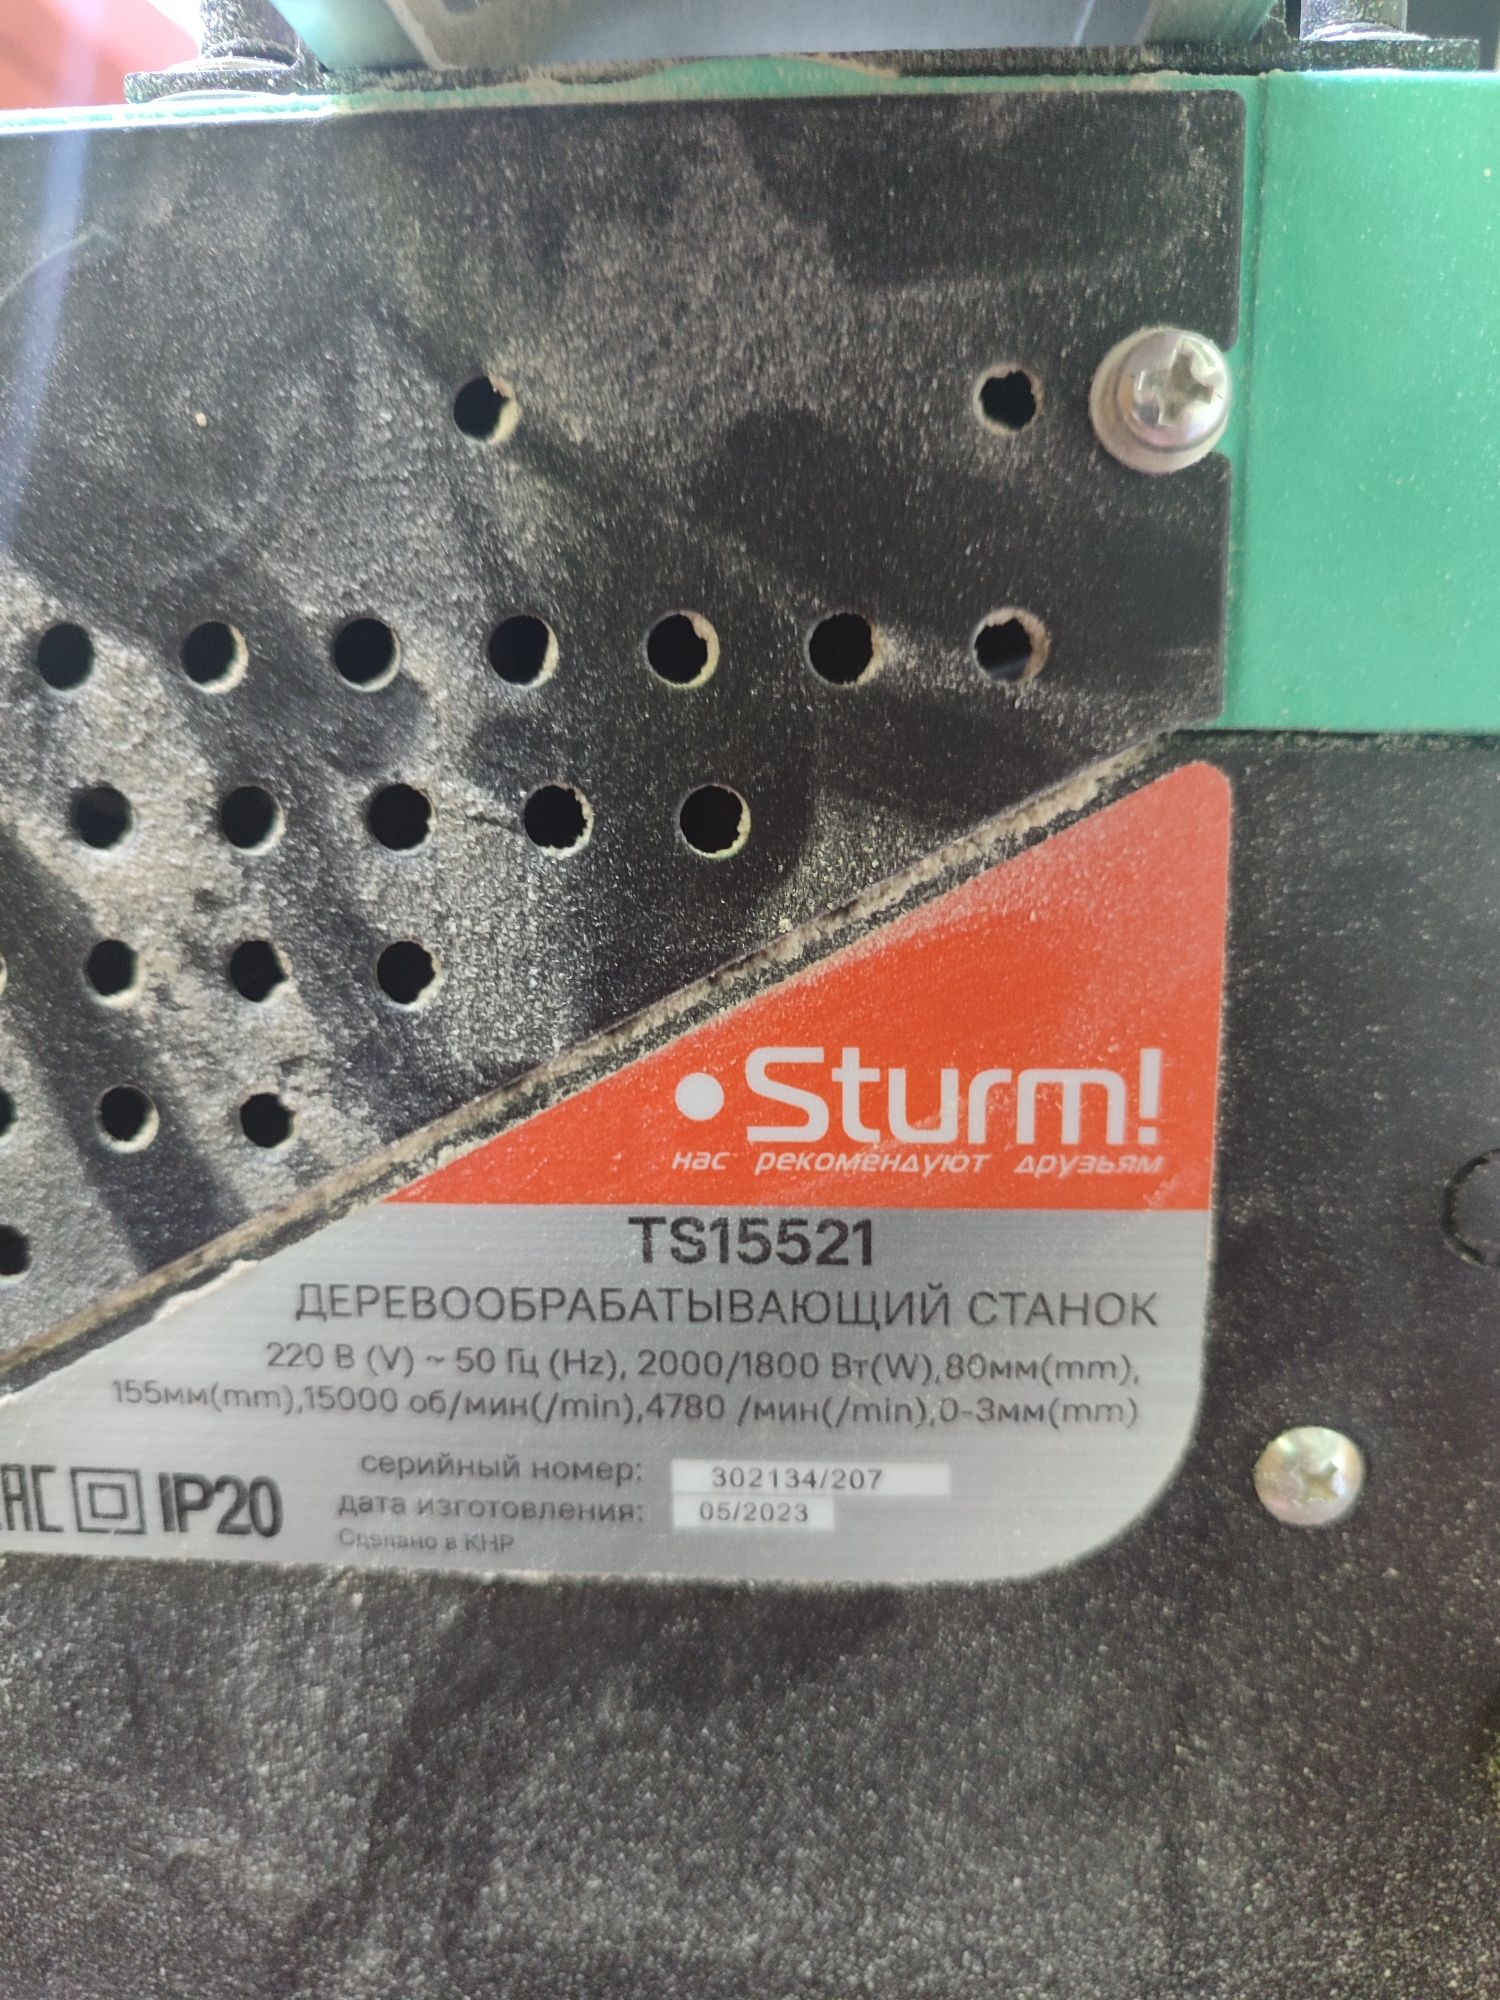 Sturm!
нас рекомендуют друзьям
TS15521
ДЕРЕВООБРАБАТЫВАЮЩИЙ СТАНОК
220 В (V) ~ 50 Гц (Hz), 2000/1800 Вт(W),80мм(mm),
155мм(mm),15000 об/мин(/min),4780 /мин(/min),0-3мм(mm)
серийный номер: 302134/207
EAC IP20 дата изготовления: 05/2023
Сделано в КНР